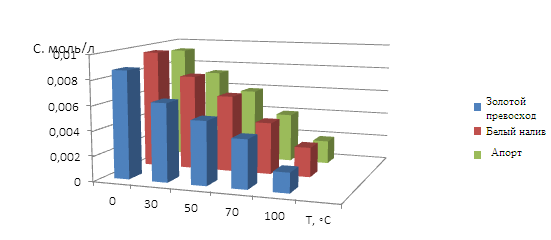 С. моль/л
0,01
0,008
0,006
0,004
0,002
0
0 30 50 70 100
T, °C
Золотой
превосход
Белый налив
Апорт